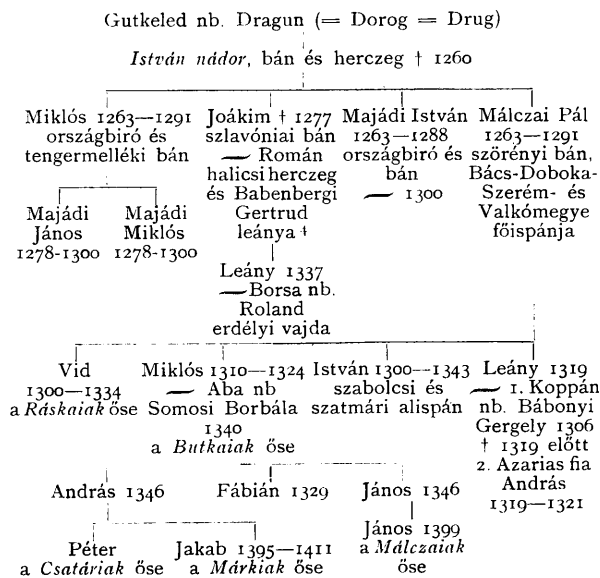 Gutkeled nb. Dragun (= Dorog = Drug)
István nádor, bán és herczeg † 1260
Miklós 1263—1291
országbiró és
tengermelléki bán
Joákim † 1277
szlavóniai bán
— Román
halicsi herczeg
és Babenbergi
Gertrud
leánya †
Majádi István
1263—1288
országbiró és
bán
— 1300
Málczai Pál
1263—1291
szörényi bán,
Bács-Doboka-
Szerém- és
Valkómegye
főispánja
Majádi
János
1278-1300
Majádi
Miklós
1278-1300
Leány 1337
—Borsa nb.
Roland
erdélyi vajda
Vid
1300—1334
a Ráskaiak őse
Miklós 1310—1324
— Aba nb
Somosi Borbála
1340
a Butkaiak őse
István 1300—1343
szabolcsi és
szatmári alispán
Leány 1319
— 1. Koppán
nb. Bábonyi
Gergely 1306
† 1319 előtt
2. Azarias fia
András
1319—1321
András 1346
Fábián 1329
János 1346
Péter
a Csatáriak őse
Jakab 1395—1411
a Márkiak őse
János 1399
a Málczaiak
őse